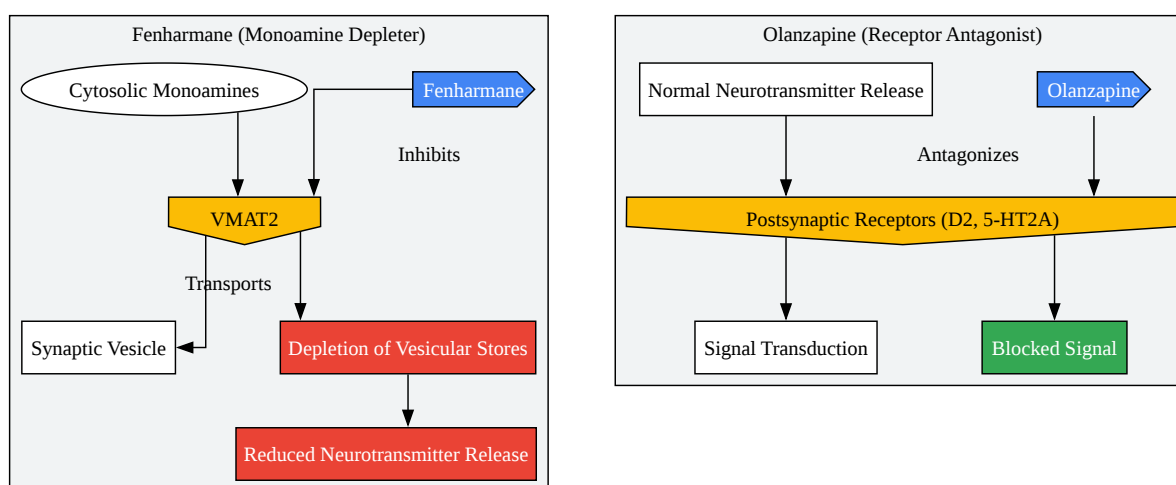 Fenharmane (Monoamine Depleter)
Cytosolic Monoamines
Fenharmane
Inhibits
VMAT2
Transports
Synaptic Vesicle
Depletion of Vesicular Stores
Reduced Neurotransmitter Release
Olanzapine (Receptor Antagonist)
Normal Neurotransmitter Release
Olanzapine
Antagonizes
Postsynaptic Receptors (D2, 5-HT2A)
Signal Transduction
Blocked Signal